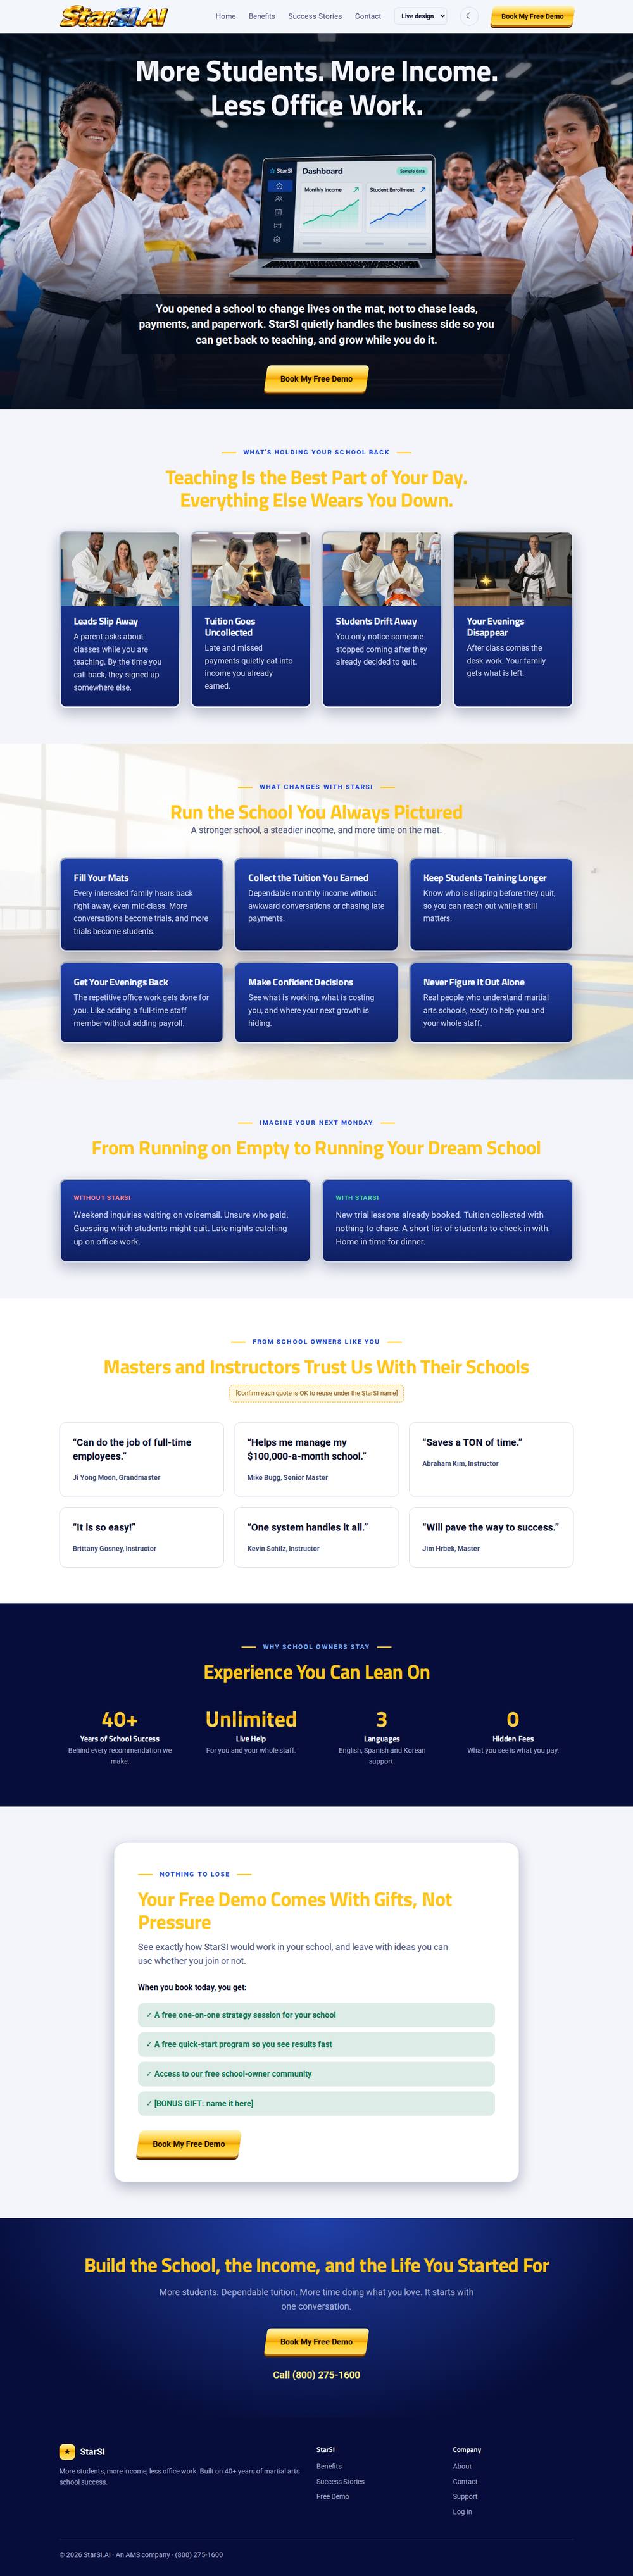 StarSI.AI
Home Benefits Success Stories Contact Live design Book My Free Demo
More Students. More Income.
Less Office Work.
StarSI
Dashboard
Sample data
Monthly Income
Student Enrollment
You opened a school to change lives on the mat, not to chase leads,
payments, and paperwork. StarSI quietly handles the business side so you
can get back to teaching, and grow while you do it.
Book My Free Demo
WHAT'S HOLDING YOUR SCHOOL BACK
Teaching Is the Best Part of Your Day.
Everything Else Wears You Down.
Leads Slip Away
A parent asks about
classes while you are
teaching. By the time you
call back, they signed up
somewhere else.
Tuition Goes
Uncollected
Late and missed
payments quietly eat into
income you already
earned.
Students Drift Away
You only notice someone
stopped coming after they
already decided to quit.
Your Evenings
Disappear
After class comes the
desk work. Your family
gets what is left.
WHAT CHANGES WITH STARSI
Run the School You Always Pictured
A stronger school, a steadier income, and more time on the mat.
Fill Your Mats
Every interested family hears back
right away, even mid-class. More
conversations become trials, and more
trials become students.
Collect the Tuition You Earned
Dependable monthly income without
awkward conversations or chasing late
payments.
Keep Students Training Longer
Know who is slipping before they quit,
so you can reach out while it still
matters.
Get Your Evenings Back
The repetitive office work gets done for
you. Like adding a full-time staff
member without adding payroll.
Make Confident Decisions
See what is working, what is costing
you, and where your next growth is
hiding.
Never Figure It Out Alone
Real people who understand martial
arts schools, ready to help you and
your whole staff.
IMAGINE YOUR NEXT MONDAY
From Running on Empty to Running Your Dream School
WITHOUT STARSI
Weekend inquiries waiting on voicemail. Unsure who paid.
Guessing which students might quit. Late nights catching
up on office work.
WITH STARSI
New trial lessons already booked. Tuition collected with
nothing to chase. A short list of students to check in with.
Home in time for dinner.
FROM SCHOOL OWNERS LIKE YOU
Masters and Instructors Trust Us With Their Schools
[Confirm each quote is OK to reuse under the StarSI name]
“Can do the job of full-time
employees.”
Ji Yong Moon, Grandmaster
“Helps me manage my
$100,000-a-month school.”
Mike Bugg, Senior Master
“Saves a TON of time.”
Abraham Kim, Instructor
“It is so easy!”
Brittany Gosney, Instructor
“One system handles it all.”
Kevin Schilz, Instructor
“Will pave the way to success.”
Jim Hrbek, Master
WHY SCHOOL OWNERS STAY
Experience You Can Lean On
40+
Years of School Success
Behind every recommendation we
make.
Unlimited
Live Help
For you and your whole staff.
3
Languages
English, Spanish and Korean
support.
0
Hidden Fees
What you see is what you pay.
NOTHING TO LOSE
Your Free Demo Comes With Gifts, Not
Pressure
See exactly how StarSI would work in your school, and leave with ideas you can
use whether you join or not.
When you book today, you get:
✓ A free one-on-one strategy session for your school
✓ A free quick-start program so you see results fast
✓ Access to our free school-owner community
✓ [BONUS GIFT: name it here]
Book My Free Demo
Build the School, the Income, and the Life You Started For
More students. Dependable tuition. More time doing what you love. It starts with
one conversation.
Book My Free Demo
Call (800) 275-1600
StarSI
More students, more income, less office work. Built on 40+ years of martial arts
school success.
StarSI
Benefits
Success Stories
Free Demo
Company
About
Contact
Support
Log In
© 2026 StarSI.AI · An AMS company · (800) 275-1600